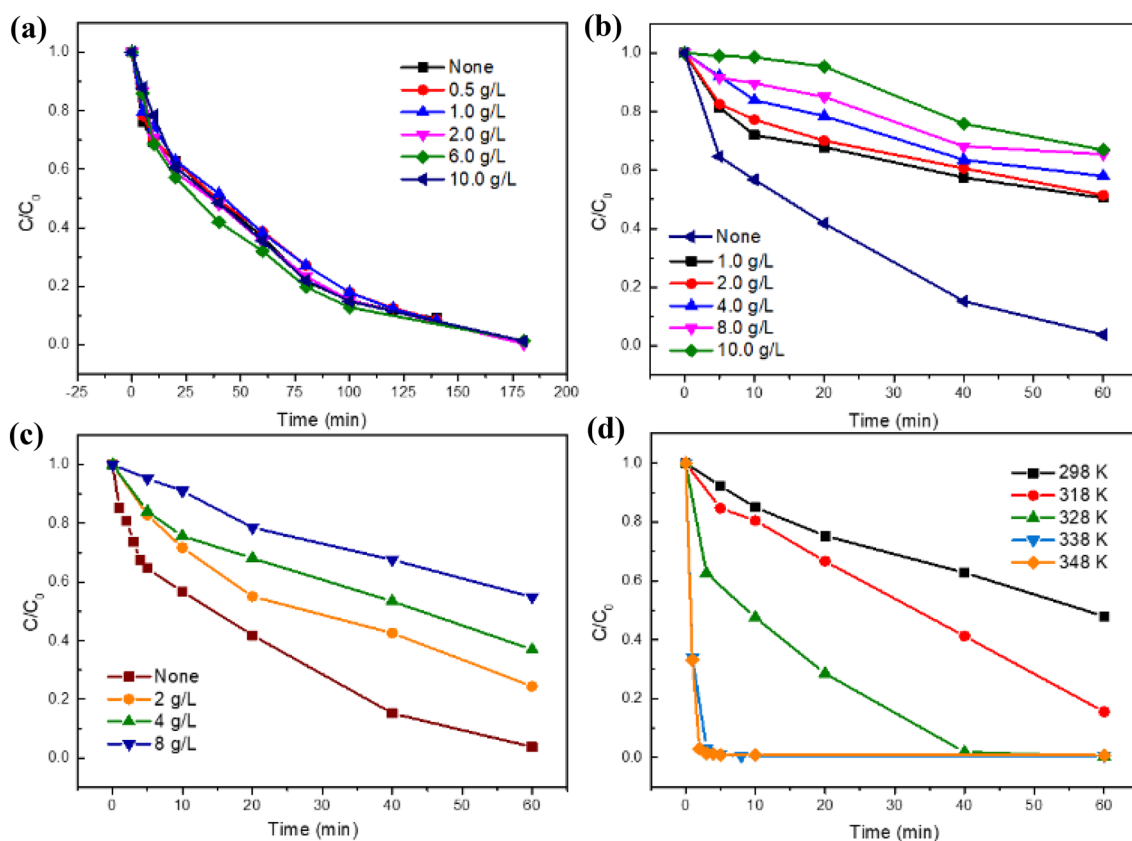 (a)
None
0.5 g/L
1.0 g/L
2.0 g/L
6.0 g/L
10.0 g/L
1.0
0.8
0.6
0.4
0.2
0.0
C/C0
-25 0 25 50 75 100 125 150 175 200
Time (min)
(b)
None
1.0 g/L
2.0 g/L
4.0 g/L
8.0 g/L
10.0 g/L
1.0
0.8
0.6
0.4
0.2
0.0
C/C0
0 10 20 30 40 50 60
Time (min)
(c)
None
2 g/L
4 g/L
8 g/L
1.0
0.8
0.6
0.4
0.2
0.0
C/C0
0 10 20 30 40 50 60
Time (min)
(d)
298 K
318 K
328 K
338 K
348 K
1.0
0.8
0.6
0.4
0.2
0.0
C/C0
0 10 20 30 40 50 60
Time (min)